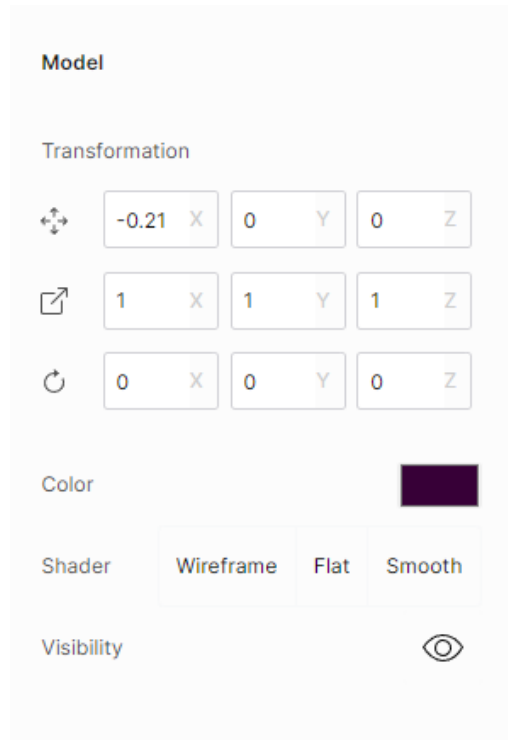 Model
Transformation
-0.21 X 0 Y 0 Z
1 X 1 Y 1 Z
0 X 0 Y 0 Z
Color
Shader Wireframe Flat Smooth
Visibility